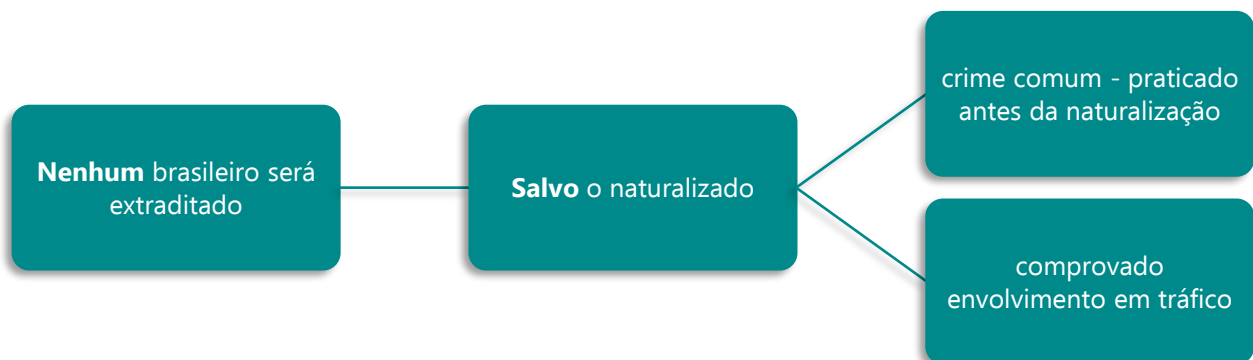 Nenhum brasileiro será
extraditado
Salvo o naturalizado
crime comum - praticado
antes da naturalização
comprovado
envolvimento em tráfico